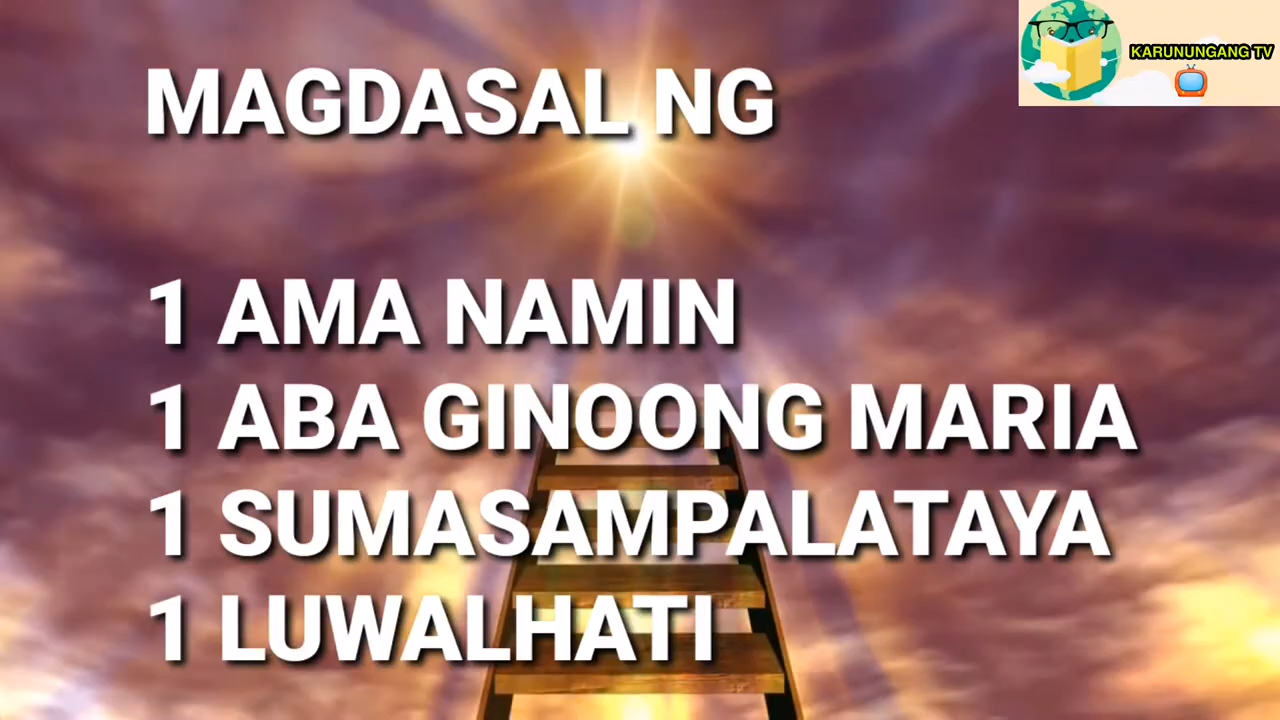 KARUNUNGANG TV
MAGDASAL NG
1 AMA NAMIN
1 ABA GINOONG MARIA
1 SUMASAMPALATAYA
1 LUWALHATI